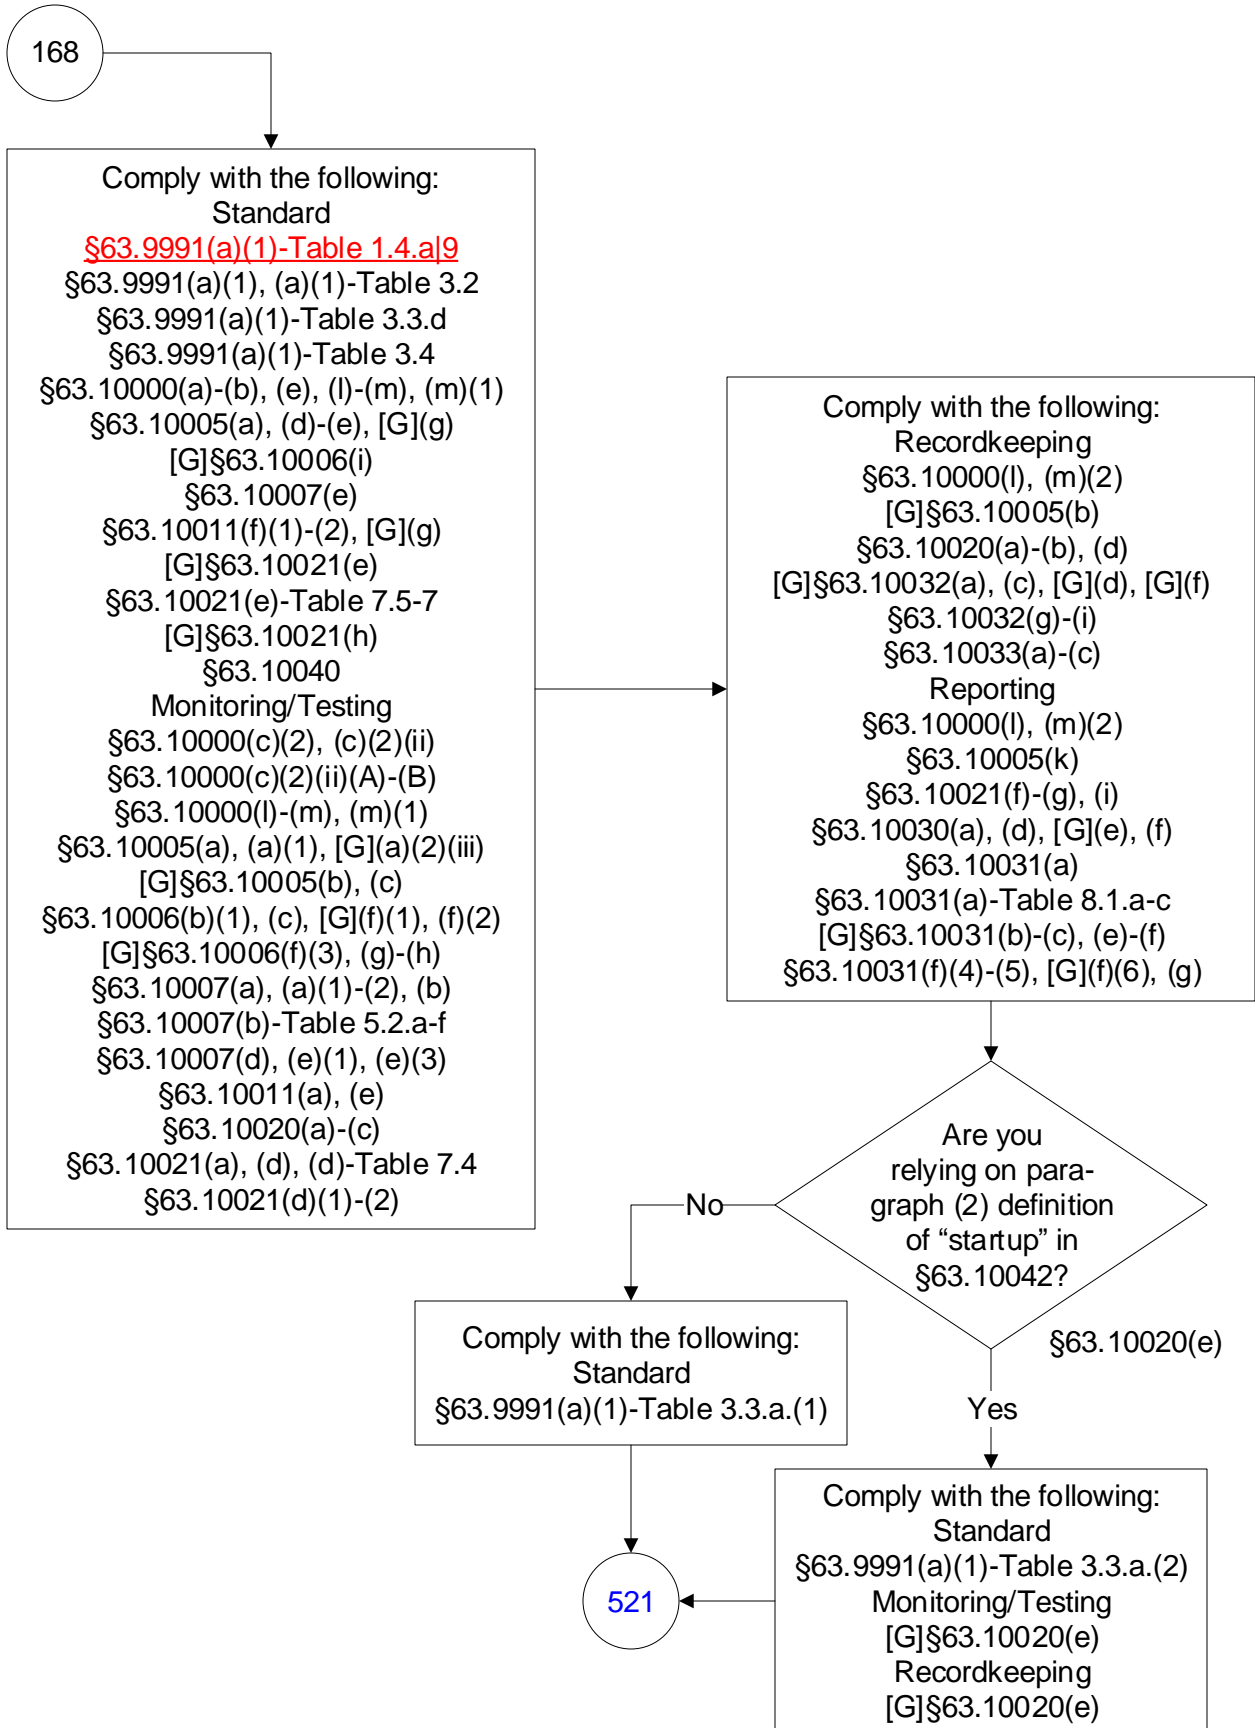 168
Comply with the following:
Standard
§63.9991(a)(1)-Table 1.4.a|9
§63.9991(a)(1), (a)(1)-Table 3.2
§63.9991(a)(1)-Table 3.3.d
§63.9991(a)(1)-Table 3.4
§63.10000(a)-(b), (e), (l)-(m), (m)(1)
§63.10005(a), (d)-(e), [G](g)
[G]§63.10006(i)
§63.10007(e)
§63.10011(f)(1)-(2), [G](g)
[G]§63.10021(e)
§63.10021(e)-Table 7.5-7
[G]§63.10021(h)
§63.10040
Monitoring/Testing
§63.10000(c)(2), (c)(2)(ii)
§63.10000(c)(2)(ii)(A)-(B)
§63.10000(l)-(m), (m)(1)
§63.10005(a), (a)(1), [G](a)(2)(iii)
[G]§63.10005(b), (c)
§63.10006(b)(1), (c), [G](f)(1), (f)(2)
[G]§63.10006(f)(3), (g)-(h)
§63.10007(a), (a)(1)-(2), (b)
§63.10007(b)-Table 5.2.a-f
§63.10007(d), (e)(1), (e)(3)
§63.10011(a), (e)
§63.10020(a)-(c)
§63.10021(a), (d), (d)-Table 7.4
§63.10021(d)(1)-(2)
Comply with the following:
Recordkeeping
§63.10000(l), (m)(2)
[G]§63.10005(b)
§63.10020(a)-(b), (d)
[G]§63.10032(a), (c), [G](d), [G](f)
§63.10032(g)-(i)
§63.10033(a)-(c)
Reporting
§63.10000(l), (m)(2)
§63.10005(k)
§63.10021(f)-(g), (i)
§63.10030(a), (d), [G](e), (f)
§63.10031(a)
§63.10031(a)-Table 8.1.a-c
[G]§63.10031(b)-(c), (e)-(f)
§63.10031(f)(4)-(5), [G](f)(6), (g)
Are you
relying on para-
graph (2) definition
of “startup” in
§63.10042?
§63.10020(e)
No
Comply with the following:
Standard
§63.9991(a)(1)-Table 3.3.a.(1)
Yes
Comply with the following:
Standard
§63.9991(a)(1)-Table 3.3.a.(2)
Monitoring/Testing
[G]§63.10020(e)
Recordkeeping
[G]§63.10020(e)
521